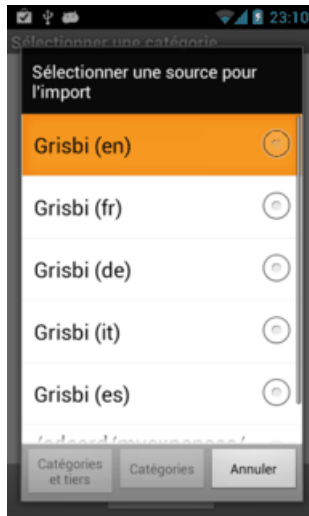 23:10
Sélectionner une catégorie
Sélectionner une source pour
l'import
Grisbi (en)
Grisbi (fr)
Grisbi (de)
Grisbi (it)
Grisbi (es)
Catégories
et tiers
Catégories
Annuler